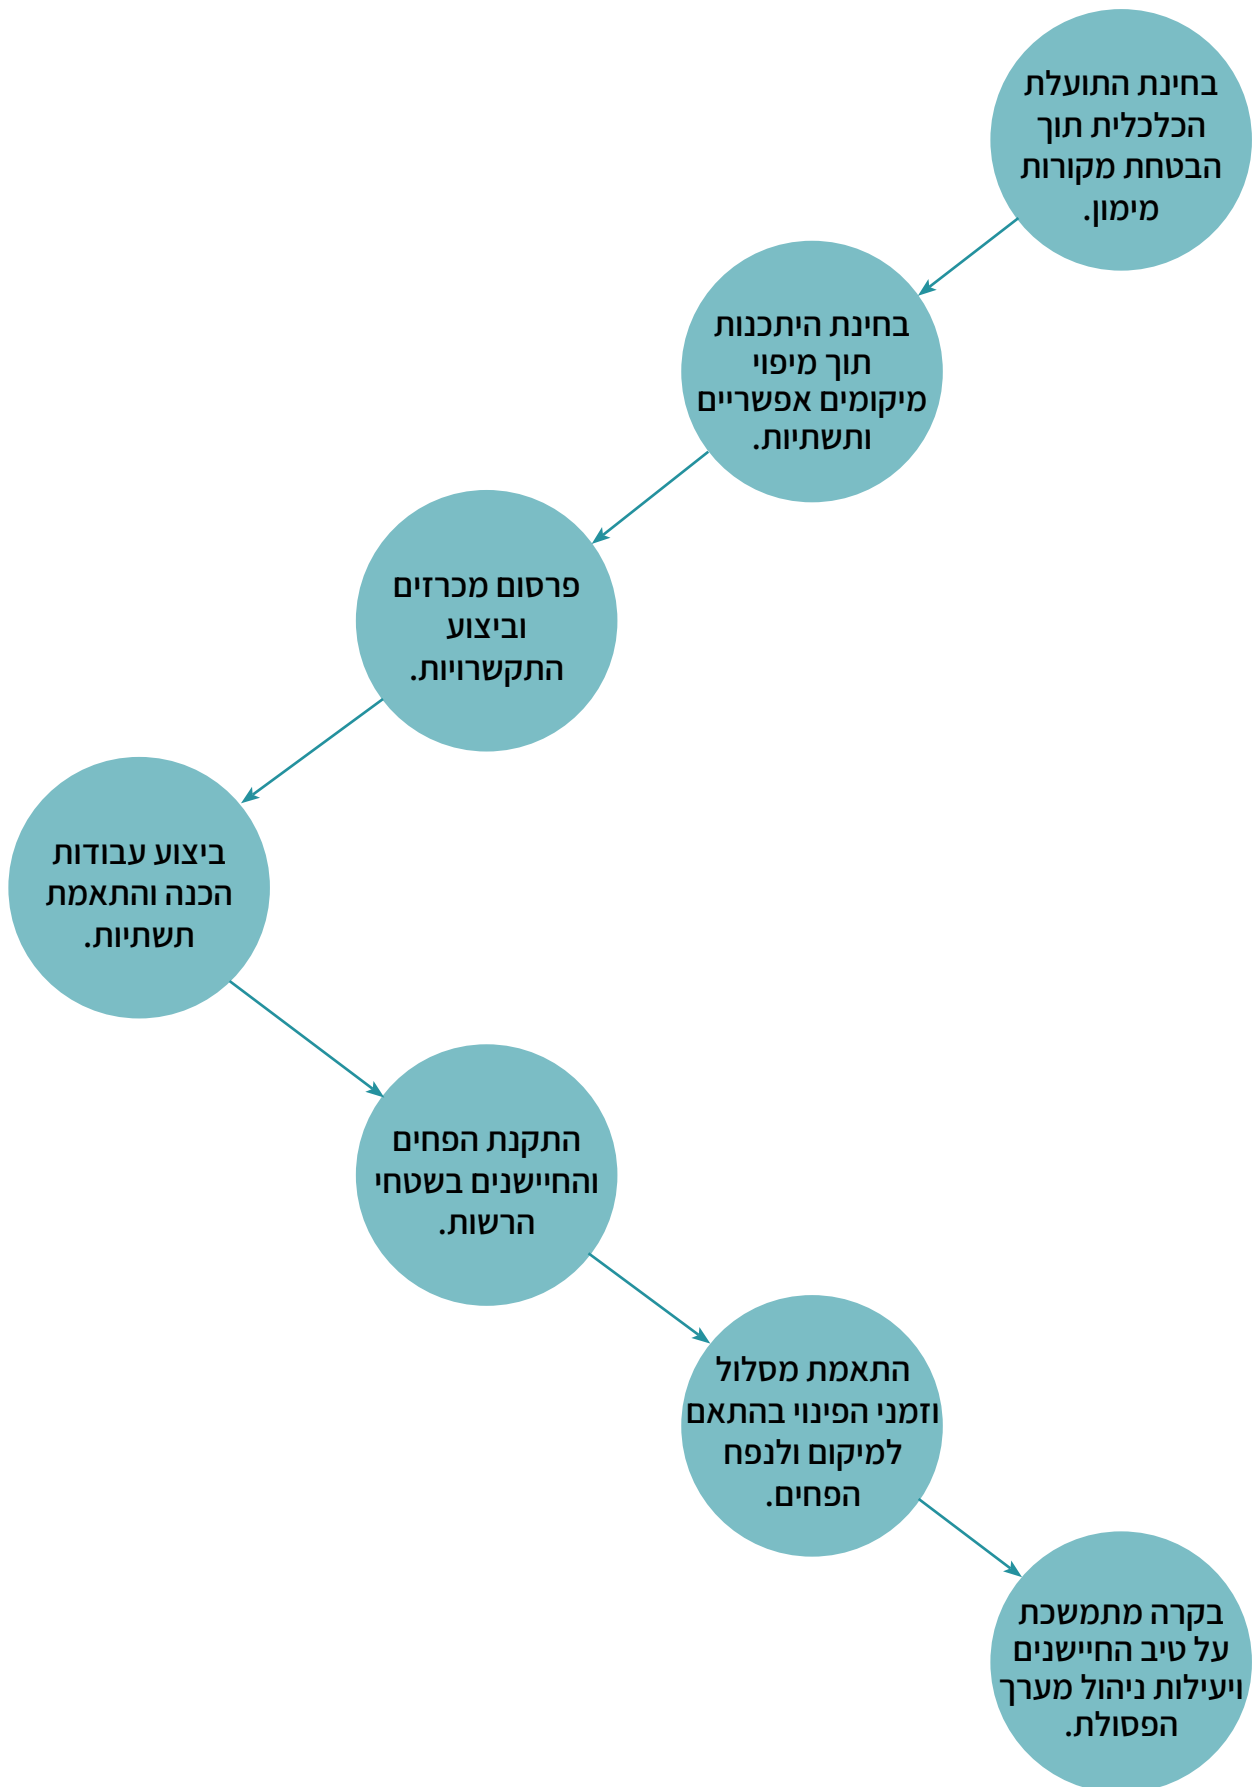 בחינת התועלת
הכלכלית תוך
הבטחת מקורות
מימון.
בחינת היתכנות
תוך מיפוי
מיקומים אפשריים
ותשתיות.
פרסום מכרזים
וביצוע
התקשרויות.
ביצוע עבודות
הכנה והתאמת
תשתיות.
התקנת הפחים
והחיישנים בשטחי
הרשות.
התאמת מסלול
וזמני הפינוי בהתאם
למיקום ולנפח
הפחים.
בקרה מתמשכת
על טיב החיישנים
ויעילות ניהול מערך
הפסולת.